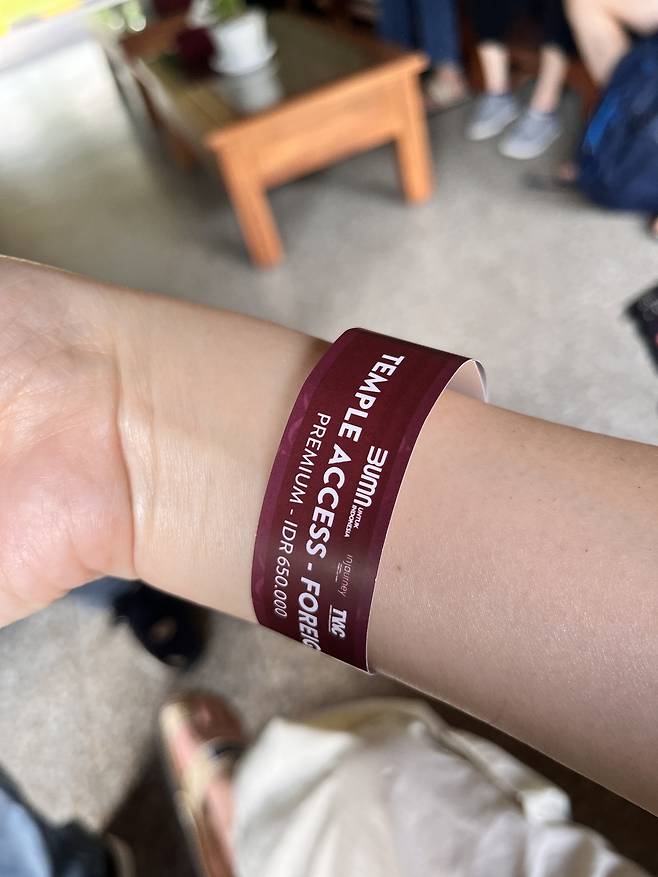 BUMN
UNTUK
INDONESIA
injourney
TWC
TEMPLE ACCESS - FOREIG
PREMIUM - IDR 650.000